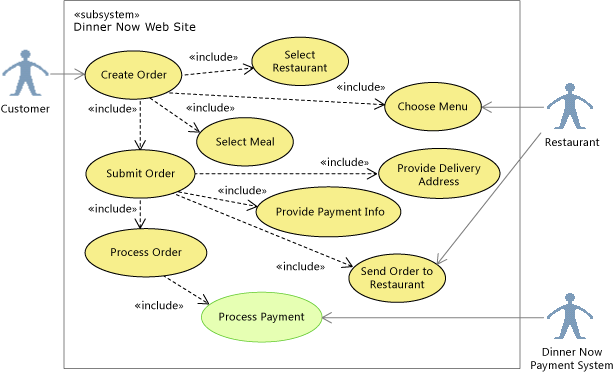 «subsystem»
Dinner Now Web Site
«include»
Select
Restaurant
Create Order
Customer
«include»
«include»
«include»
Choose Menu
Select Meal
Restaurant
«include»
Submit Order
Provide Delivery
Address
«include»
«include»
Provide Payment Info
Process Order
«include»
Send Order to
Restaurant
«include»
Process Payment
Dinner Now
Payment System